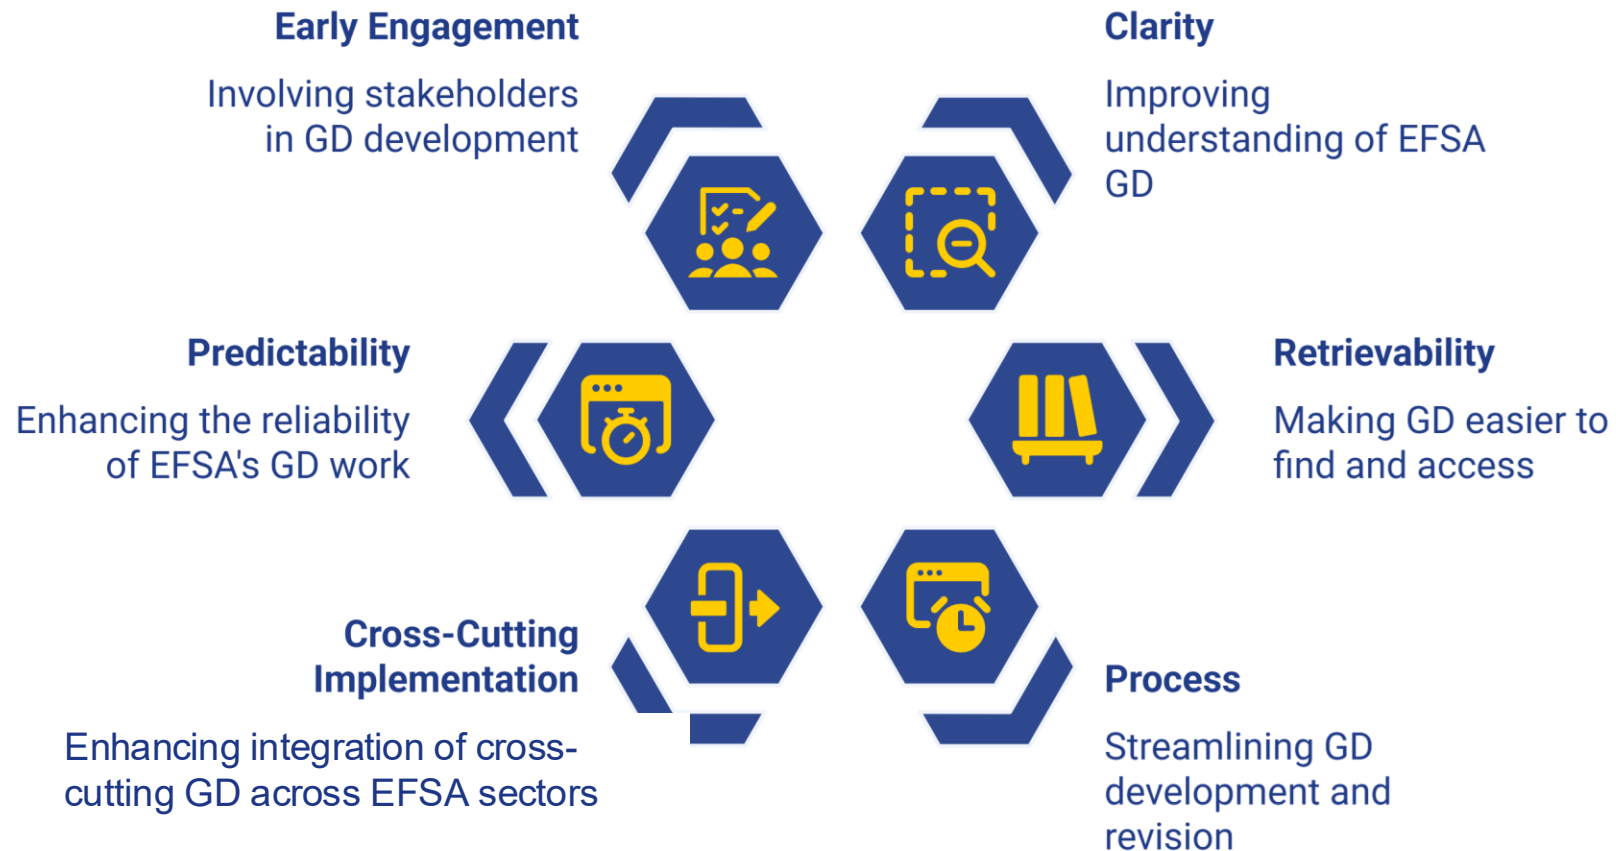 Early Engagement
Involving stakeholders
in GD development
Clarity
Improving
understanding of EFSA
GD
Predictability
Enhancing the reliability
of EFSA's GD work
Retrievability
Making GD easier to
find and access
Cross-Cutting
Implementation
Enhancing integration of cross-
cutting GD across EFSA sectors
Process
Streamlining GD
development and
revision